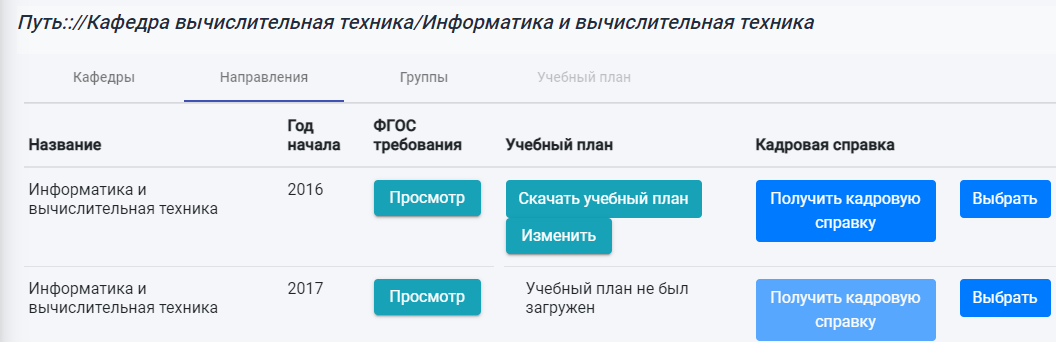 Путь:://Кафедра вычислительная техника/Информатика и вычислительная техника
Кафедры Направления Группы Учебный план
Название Год начала ФГОС требования Учебный план Кадровая справка
Информатика и вычислительная техника 2016 Просмотр Скачать учебный план Изменить Получить кадровую справку Выбрать
Информатика и вычислительная техника 2017 Просмотр Учебный план не был загружен Получить кадровую справку Выбрать